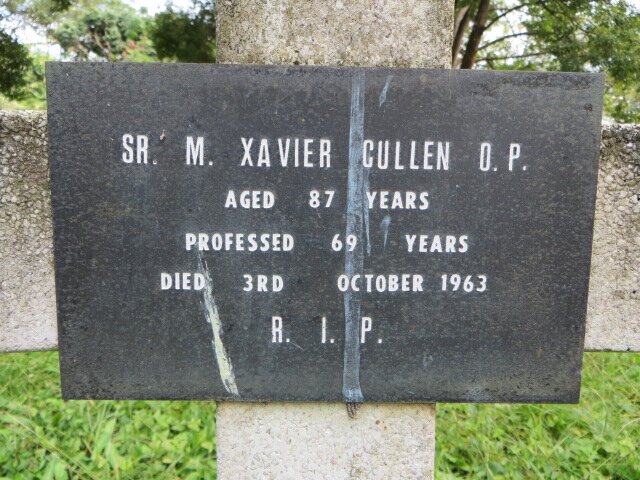 SR. M. XAVIER CULLEN O.P.
AGED 87 YEARS
PROFESSED 69 YEARS
DIED 3RD OCTOBER 1963
R. I. P.